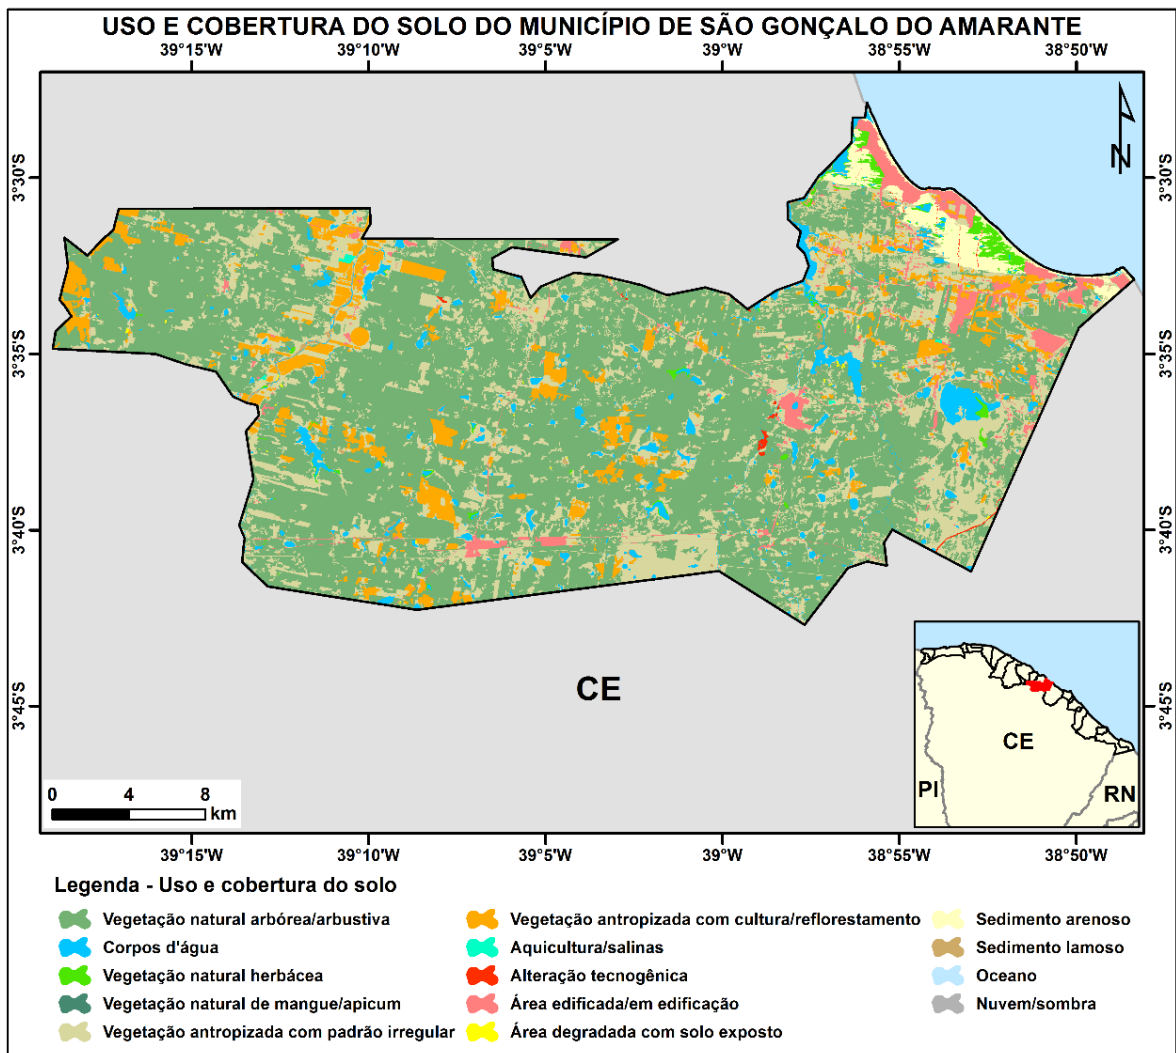 USO E COBERTURA DO SOLO DO MUNICÍPIO DE SÃO GONÇALO DO AMARANTE
39°15'W 39°10'W 39°5'W 39°W 38°55'W 38°50'W
N
3°30'S 3°30'S
3°35'S 3°35'S
3°40'S 3°40'S
CE
3°45'S 3°45'S
CE
PI
RN
0 4 8
km
39°15'W 39°10'W 39°5'W 39°W 38°55'W 38°50'W
Legenda - Uso e cobertura do solo
Vegetação natural arbórea/arbustiva
Corpos d'água
Vegetação natural herbácea
Vegetação natural de mangue/apicum
Vegetação antropizada com padrão irregular
Vegetação antropizada com cultura/reflorestamento
Aquicultura/salinas
Alteração tecnogênica
Área edificada/em edificação
Área degradada com solo exposto
Sedimento arenoso
Sedimento lamoso
Oceano
Nuvem/sombra